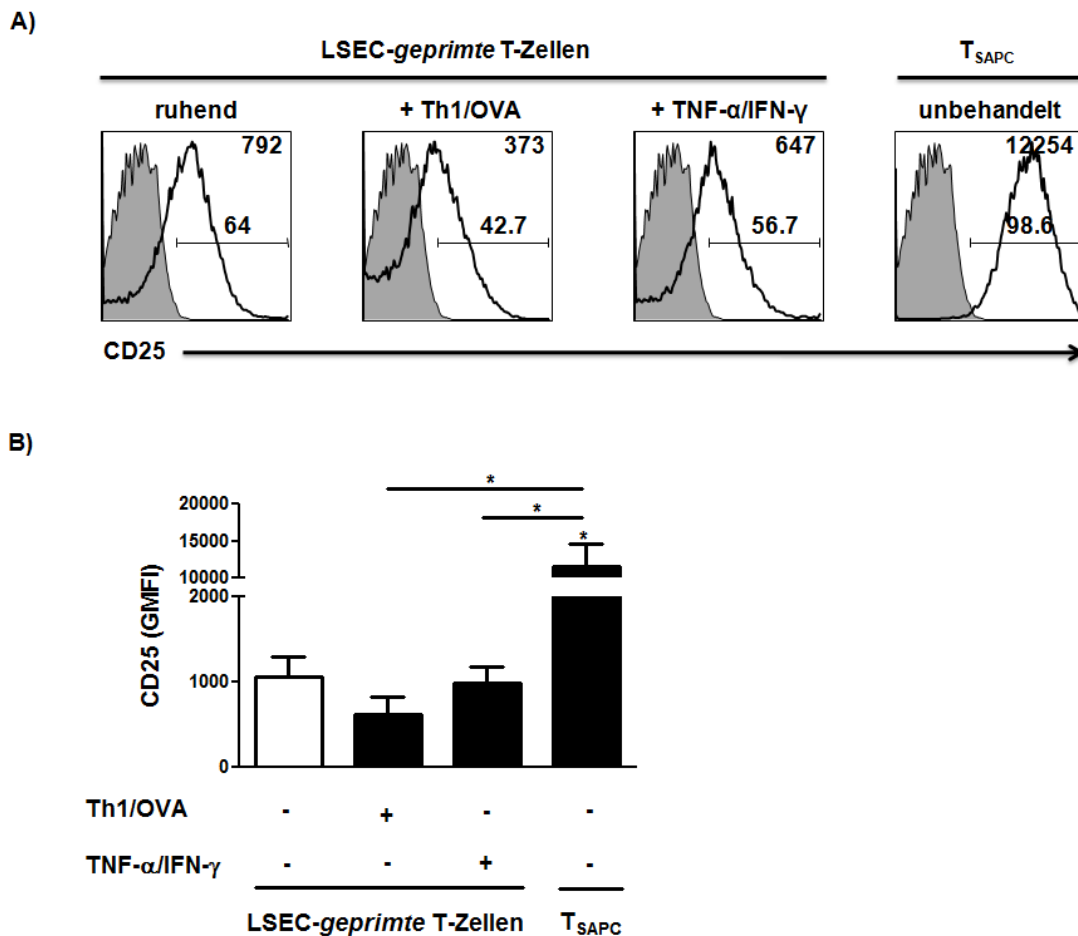 A)
LSEC-geprimte T-Zellen TSAPC
ruhend + Th1/OVA + TNF-α/IFN-γ unbehandelt
792 373 647 12254
64 42.7 56.7 98.6
CD25
B)
* 
*
*
20000
15000
10000
2000
1000
0
CD25 (GMFI)
Th1/OVA - + - -
TNF-α/IFN-γ - - + -
LSEC-geprimte T-Zellen TSAPC